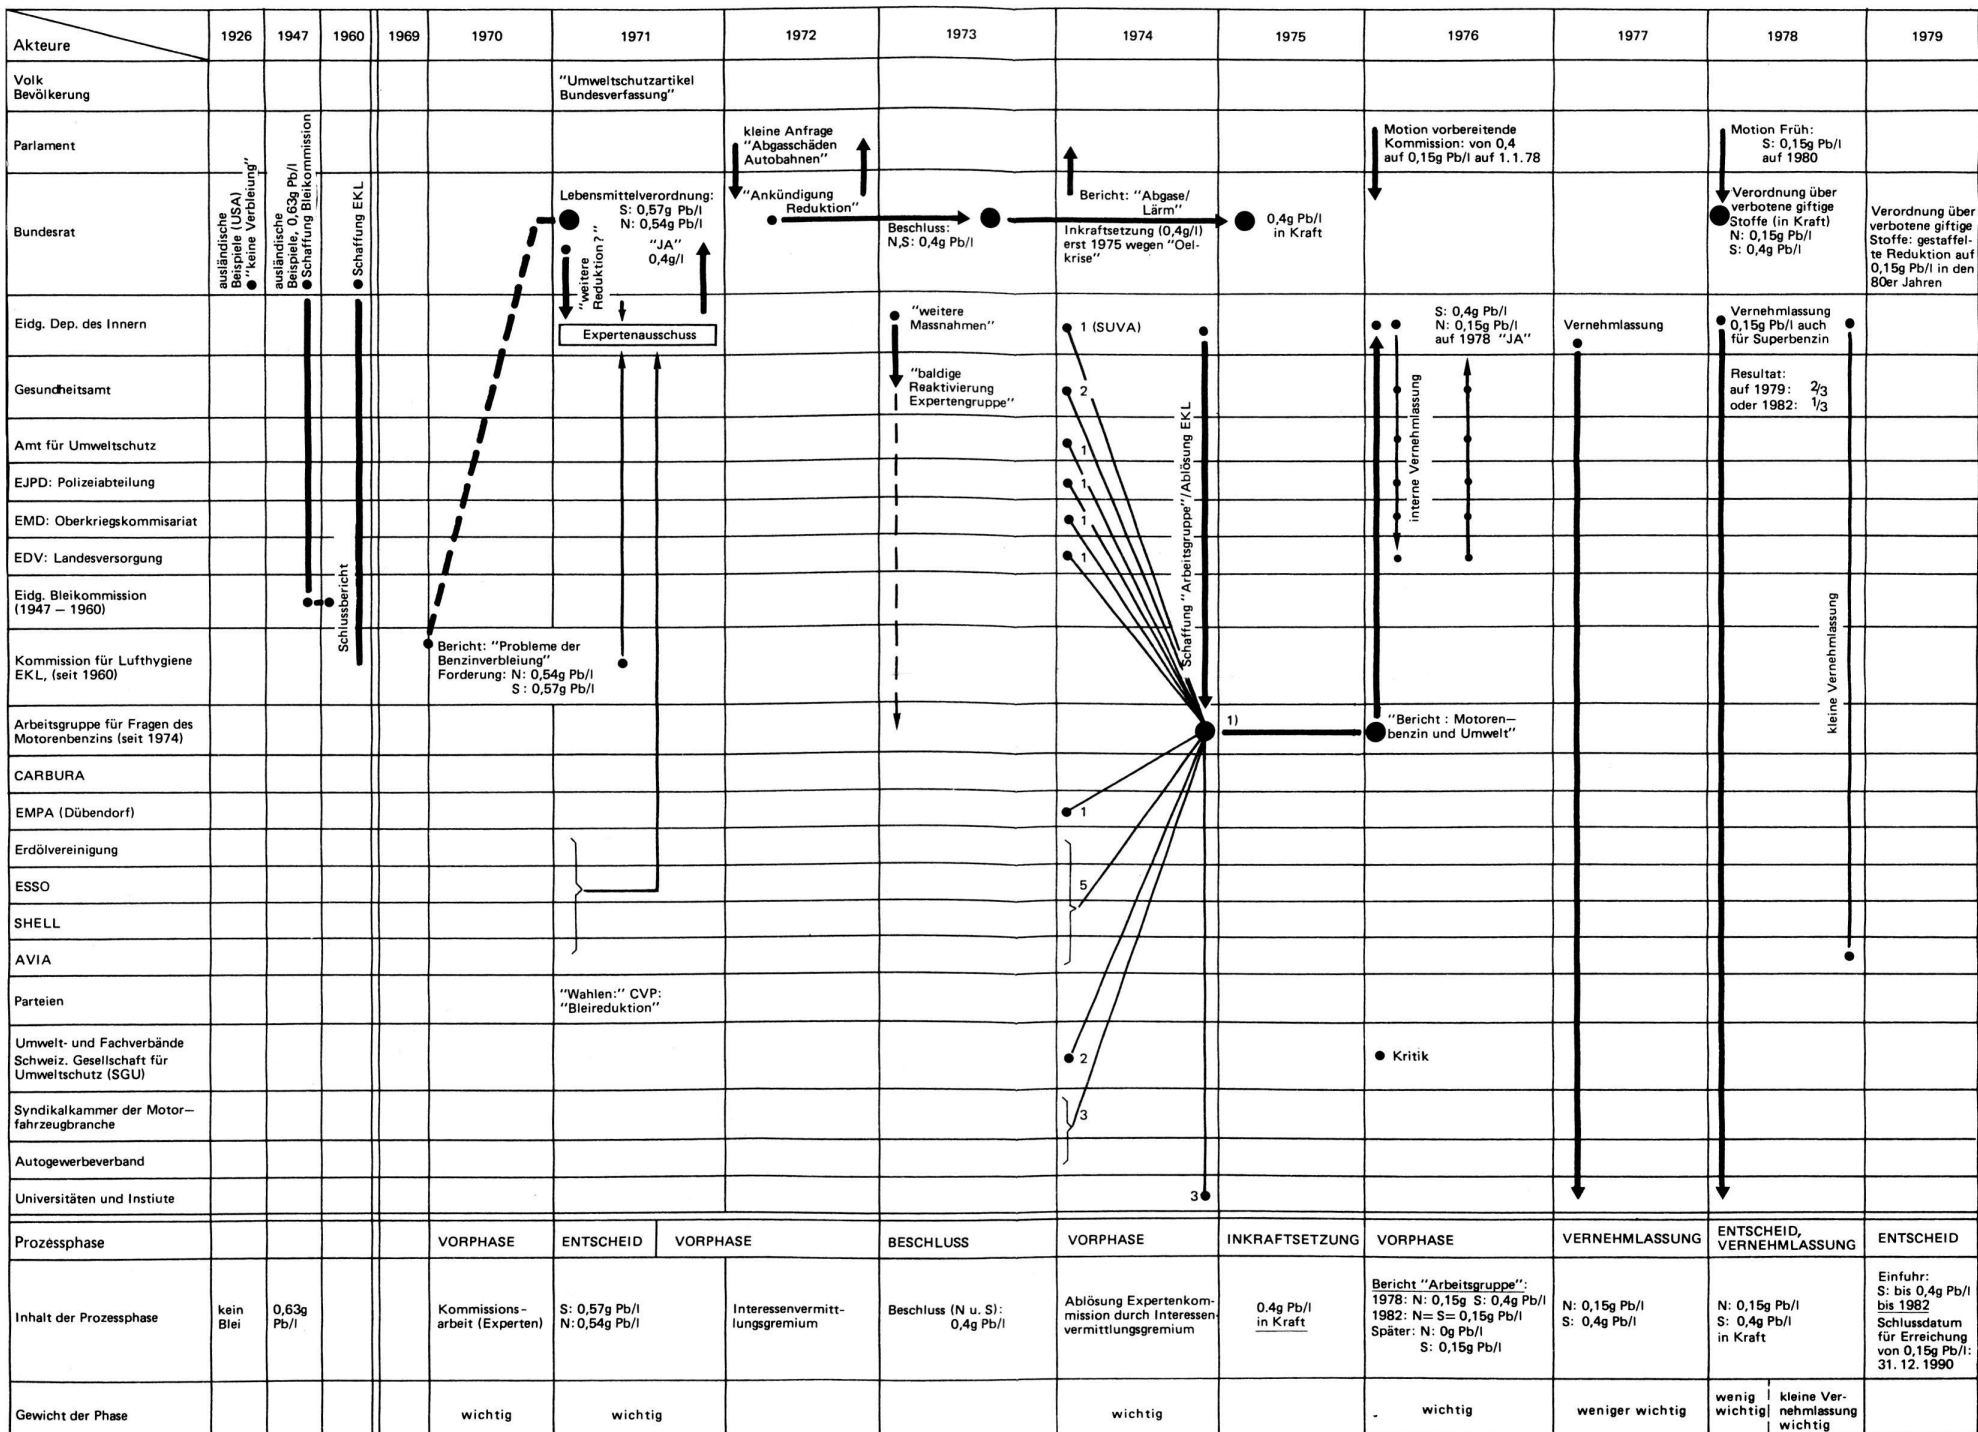 Akteure
1926
1947
1960
1969
1970
1971
1972
1973
1974
1975
1976
1977
1978
1979
Volk
Bevölkerung
"Umweltschutzartikel
Bundesverfassung"
Parlament
kleine Anfrage
"Abgasschäden
Autobahnen"
Motion vorbereitende
Kommission: von 0,4
auf 0,15g Pb/l auf 1.1.78
Motion Früh:
S: 0,15g Pb/l
auf 1980
Bundesrat
ausländische
Beispiele (USA)
"keine Verbleiung"
ausländische
Beispiele, 0,63g Pb/l
Schaffung Bleikommission
Schaffung EKL
Lebensmittelverordnung:
S: 0,57g Pb/l
N: 0,54g Pb/l
"JA"
0,4g/l
"weitere
Reduktion?"
"Ankündigung
Reduktion"
Beschluss:
N,S: 0,4g Pb/l
Bericht: "Abgase/
Lärm"
Inkraftsetzung (0,4g/l)
erst 1975 wegen "Oel-
krise"
0,4g Pb/l
in Kraft
Verordnung über
verbotene giftige
Stoffe (in Kraft)
N: 0,15g Pb/l
S: 0,4g Pb/l
Verordnung über
verbotene giftige
Stoffe: gestaffel-
te Reduktion auf
0,15g Pb/l in den
80er Jahren
Eidg. Dep. des Innern
Expertenausschuss
"weitere
Massnahmen"
1 (SUVA)
S: 0,4g Pb/l
N: 0,15g Pb/l
auf 1978 "JA"
Vernehmlassung
Vernehmlassung
0,15g Pb/l auch
für Superbenzin
Gesundheitsamt
"baldige
Reaktivierung
Expertengruppe"
2
Resultat:
auf 1979: 2/3
oder 1982: 1/3
Schaffung "Arbeitsgruppe"/Ablösung EKL
interne Vernehmlassung
Amt für Umweltschutz
1
EJPD: Polizeiabteilung
1
EMD: Oberkriegskommisariat
1
EDV: Landesversorgung
1
Eidg. Bleikommission
(1947 – 1960)
Schlussbericht
kleine Vernehmlassung
Kommission für Lufthygiene
EKL, (seit 1960)
Bericht: "Probleme der
Benzinverbleiung"
Forderung: N: 0,54g Pb/l
S: 0,57g Pb/l
Arbeitsgruppe für Fragen des
Motorenbenzins (seit 1974)
1)
"Bericht : Motoren–
benzin und Umwelt"
CARBURA
EMPA (Dübendorf)
1
Erdölvereinigung
ESSO
5
SHELL
AVIA
Parteien
"Wahlen:" CVP:
"Bleireduktion"
Umwelt- und Fachverbände
Schweiz. Gesellschaft für
Umweltschutz (SGU)
2
Kritik
Syndikalkammer der Motor–
fahrzeugbranche
3
Autogewerbeverband
Universitäten und Instiute
3
Prozessphase
VORPHASE
ENTSCHEID
VORPHASE
BESCHLUSS
VORPHASE
INKRAFTSETZUNG
VORPHASE
VERNEHMLASSUNG
ENTSCHEID,
VERNEHMLASSUNG
ENTSCHEID
Inhalt der Prozessphase
kein
Blei
0,63g
Pb/l
Kommissions-
arbeit (Experten)
S: 0,57g Pb/l
N: 0,54g Pb/l
Interessenvermitt-
lungsgremium
Beschluss (N u. S):
0,4g Pb/l
Ablösung Expertenkom-
mission durch Interessen-
vermittlungsgremium
0.4g Pb/l
in Kraft
Bericht "Arbeitsgruppe":
1978: N: 0,15g S: 0,4g Pb/l
1982: N= S= 0,15g Pb/l
Später: N: 0g Pb/l
S: 0,15g Pb/l
N: 0,15g Pb/l
S: 0,4g Pb/l
N: 0,15g Pb/l
S: 0,4g Pb/l
in Kraft
Einfuhr:
S: bis 0,4g Pb/l
bis 1982
Schlussdatum
für Erreichung
von 0,15g Pb/l:
31. 12. 1990
Gewicht der Phase
wichtig
wichtig
wichtig
wichtig
weniger wichtig
wenig
wichtig
kleine Ver-
nehmlassung
wichtig